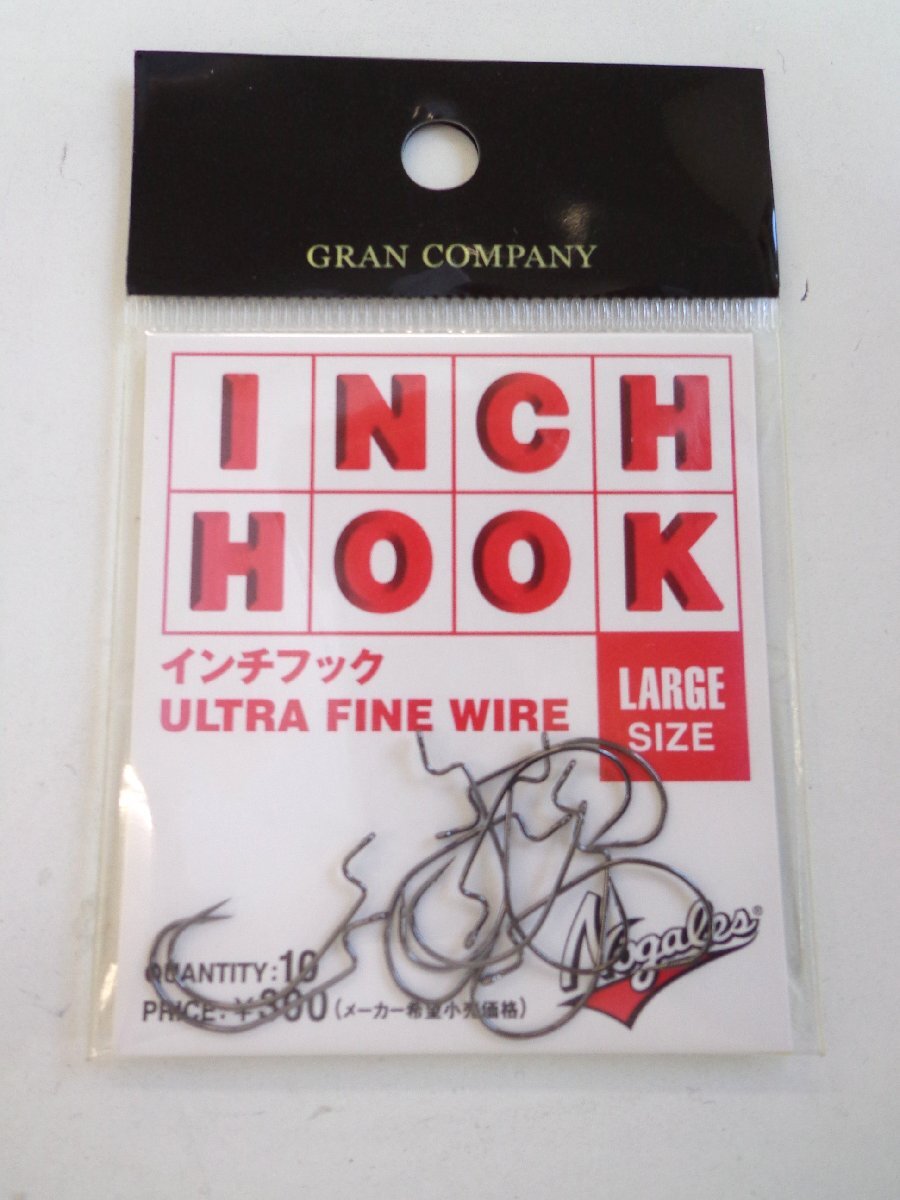 GRAN COMPANY
INCH
HOOK
インチフック
ULTRA FINE WIRE
LARGE
SIZE
Nogales®
QUANTITY:10
PRICE:¥300(メーカー希望小売価格)